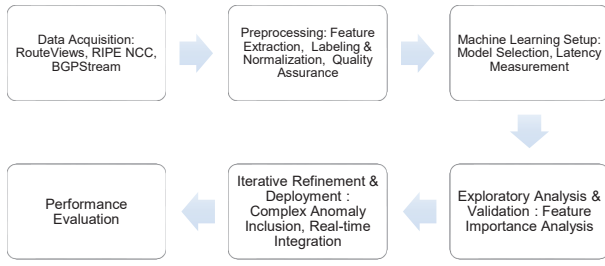 Data Acquisition:
RouteViews, RIPE NCC,
BGPStream
Preprocessing: Feature
Extraction, Labeling &
Normalization, Quality
Assurance
Machine Learning Setup:
Model Selection, Latency
Measurement
Exploratory Analysis &
Validation : Feature
Importance Analysis
Iterative Refinement &
Deployment :
Complex Anomaly
Inclusion, Real-time
Integration
Performance
Evaluation